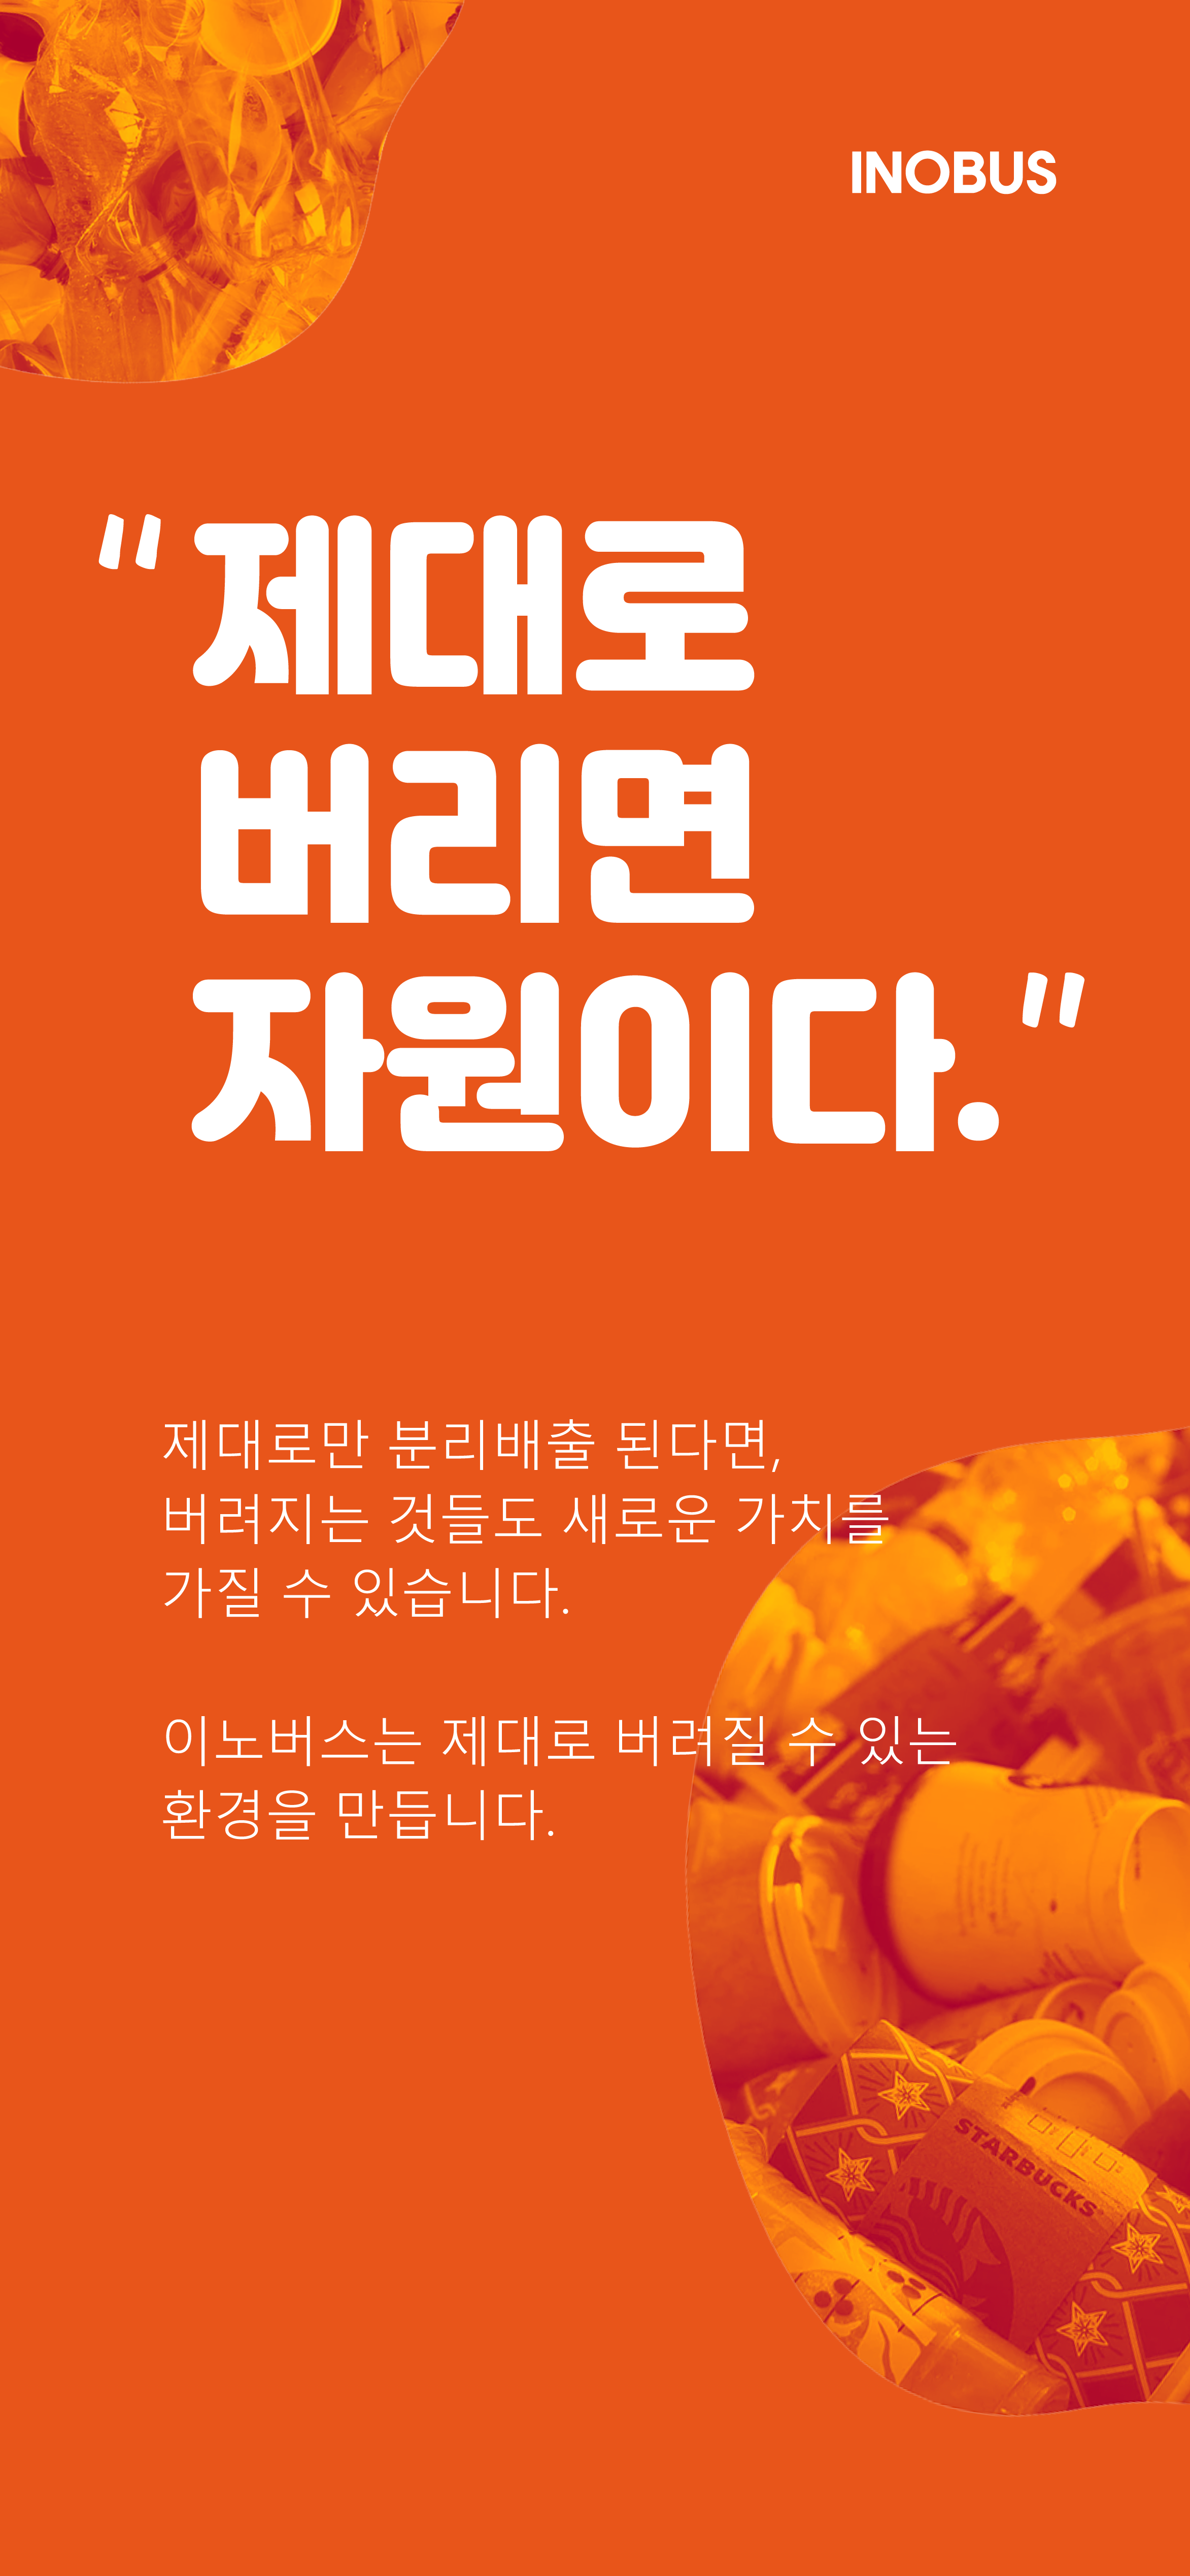 INOBUS
"제대로
버리면
자원이다."
제대로만 분리배출 된다면,
버려지는 것들도 새로운 가치를
가질 수 있습니다.
이노버스는 제대로 버려질 수 있는
환경을 만듭니다.
STARBUCKS